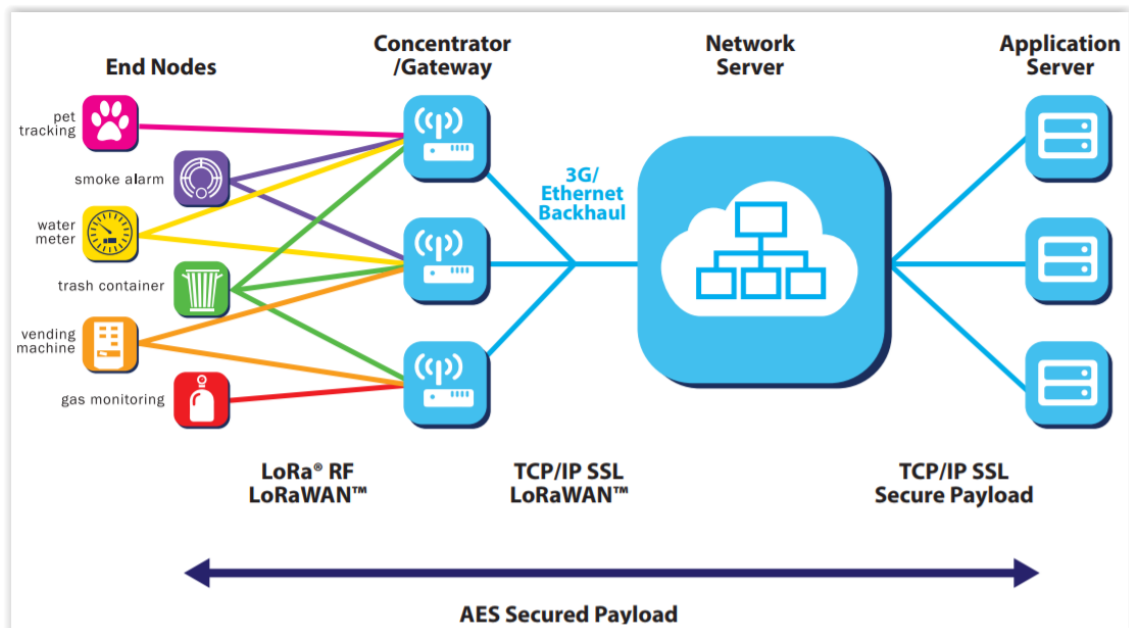 End Nodes
Concentrator
/Gateway
Network
Server
Application
Server
pet
tracking
smoke alarm
water
meter
trash container
vending
machine
gas monitoring
3G/
Ethernet
Backhaul
LoRa® RF
LoRaWAN™
TCP/IP SSL
LoRaWAN™
TCP/IP SSL
Secure Payload
AES Secured Payload